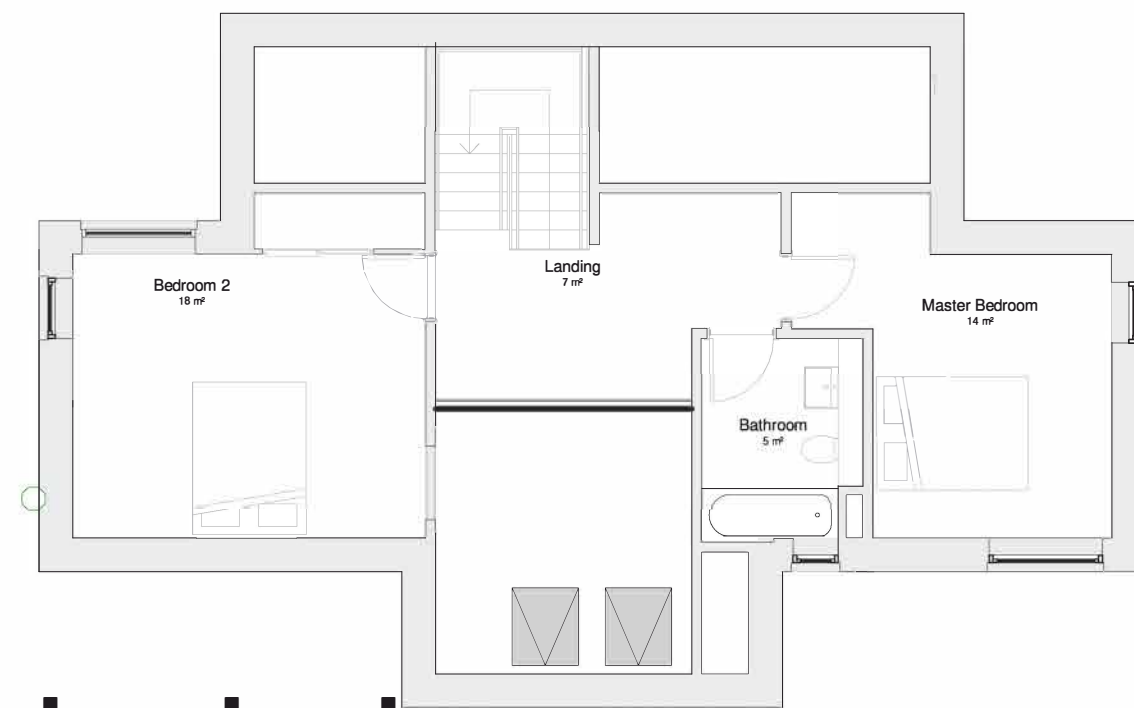 Bedroom 2
18 m²
Landing
7 m²
Master Bedroom
14 m²
Bathroom
5 m²